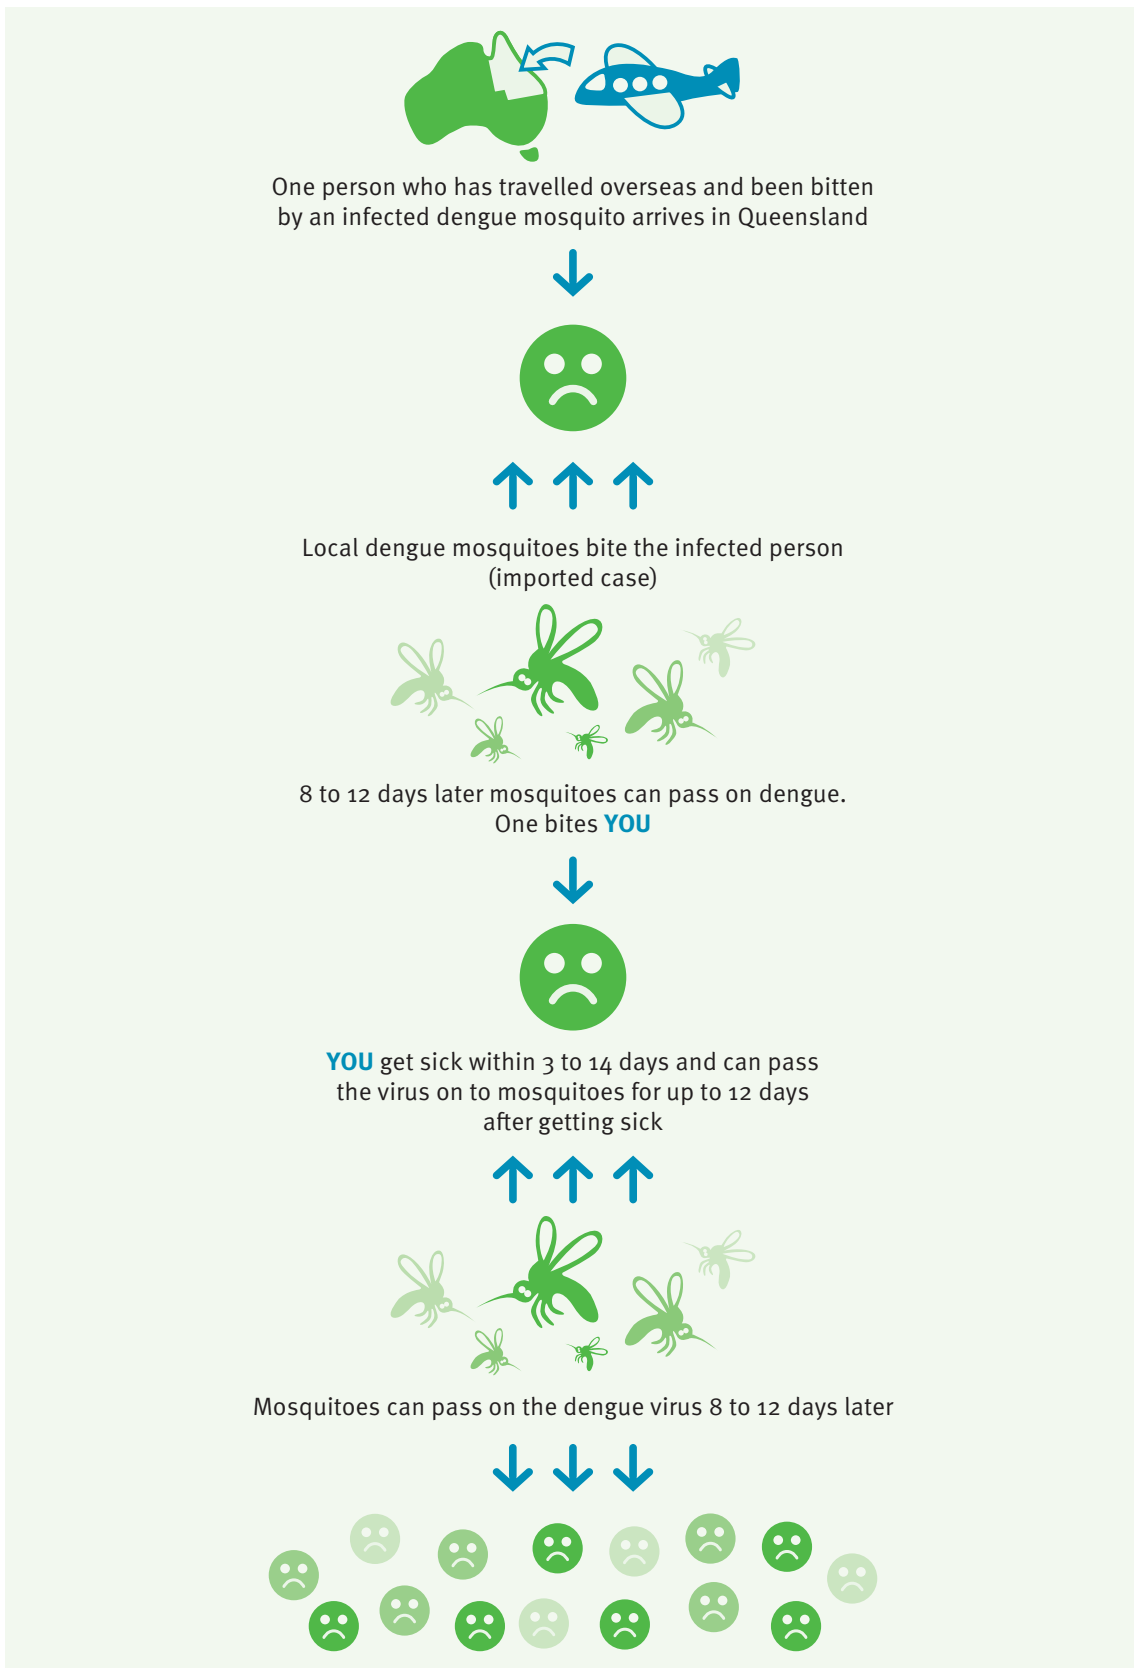 One person who has travelled overseas and been bitten
by an infected dengue mosquito arrives in Queensland
Local dengue mosquitoes bite the infected person
(imported case)
8 to 12 days later mosquitoes can pass on dengue.
One bites YOU
YOU get sick within 3 to 14 days and can pass
the virus on to mosquitoes for up to 12 days
after getting sick
Mosquitoes can pass on the dengue virus 8 to 12 days later